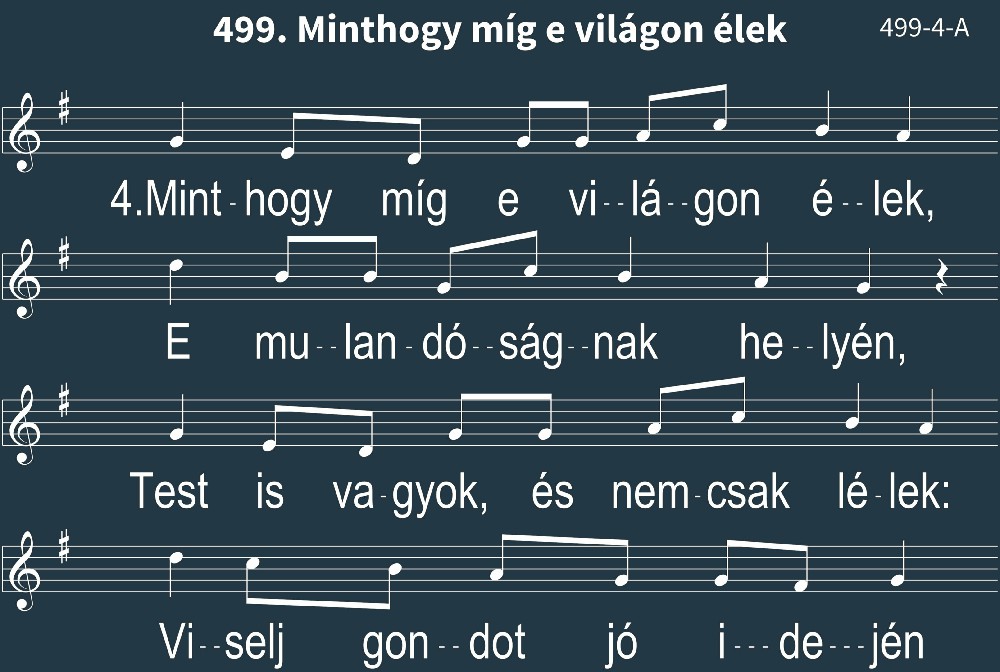 499. Minthogy míg e világon élek
499-4-A
4.Mint-hogy míg e vi--lá--gon é--lek,
E mu--lan-dó--ság--nak he--lyén,
Test is va-gyok, és nem-csak lé-lek:
Vi--selj gon--dot jó i---de---jén